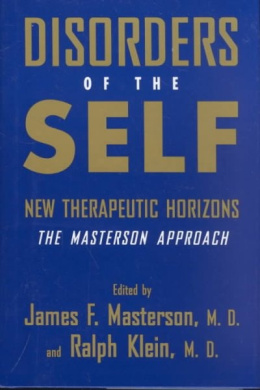 DISORDERS
OF THE
SELF
NEW THERAPEUTIC HORIZONS
THE MASTERSON APPROACH
Edited by
James F. Masterson, M. D.
and Ralph Klein, M. D.